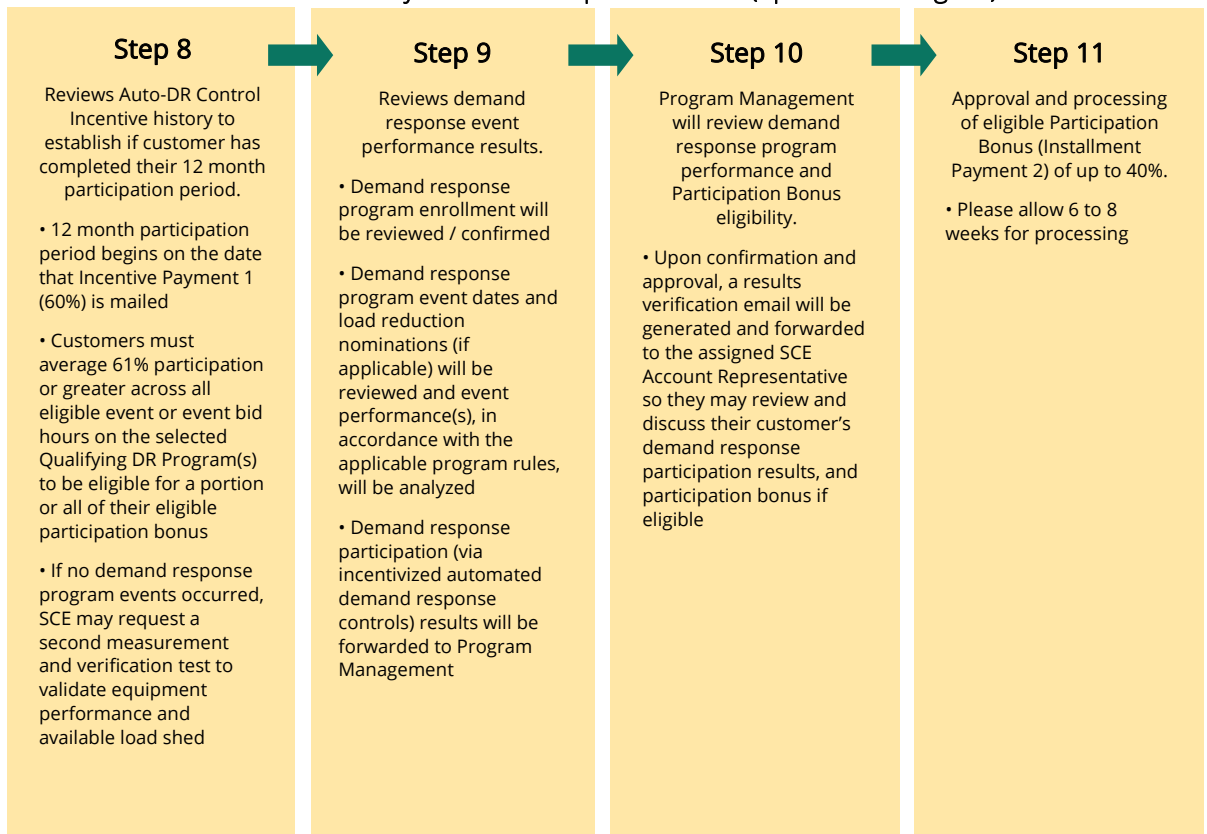 Step 8
Reviews Auto-DR Control
Incentive history to
establish if customer has
completed their 12 month
participation period.
• 12 month participation
period begins on the date
that Incentive Payment 1
(60%) is mailed
• Customers must
average 61% participation
or greater across all
eligible event or event bid
hours on the selected
Qualifying DR Program(s)
to be eligible for a portion
or all of their eligible
participation bonus
• If no demand response
program events occurred,
SCE may request a
second measurement
and verification test to
validate equipment
performance and
available load shed
Step 9
Reviews demand
response event
performance results.
• Demand response
program enrollment will
be reviewed / confirmed
• Demand response
program event dates and
load reduction
nominations (if
applicable) will be
reviewed and event
performance(s), in
accordance with the
applicable program rules,
will be analyzed
• Demand response
participation (via
incentivized automated
demand response
controls) results will be
forwarded to Program
Management
Step 10
Program Management
will review demand
response program
performance and
Participation Bonus
eligibility.
• Upon confirmation and
approval, a results
verification email will be
generated and forwarded
to the assigned SCE
Account Representative
so they may review and
discuss their customer’s
demand response
participation results, and
participation bonus if
eligible
Step 11
Approval and processing
of eligible Participation
Bonus (Installment
Payment 2) of up to 40%.
• Please allow 6 to 8
weeks for processing